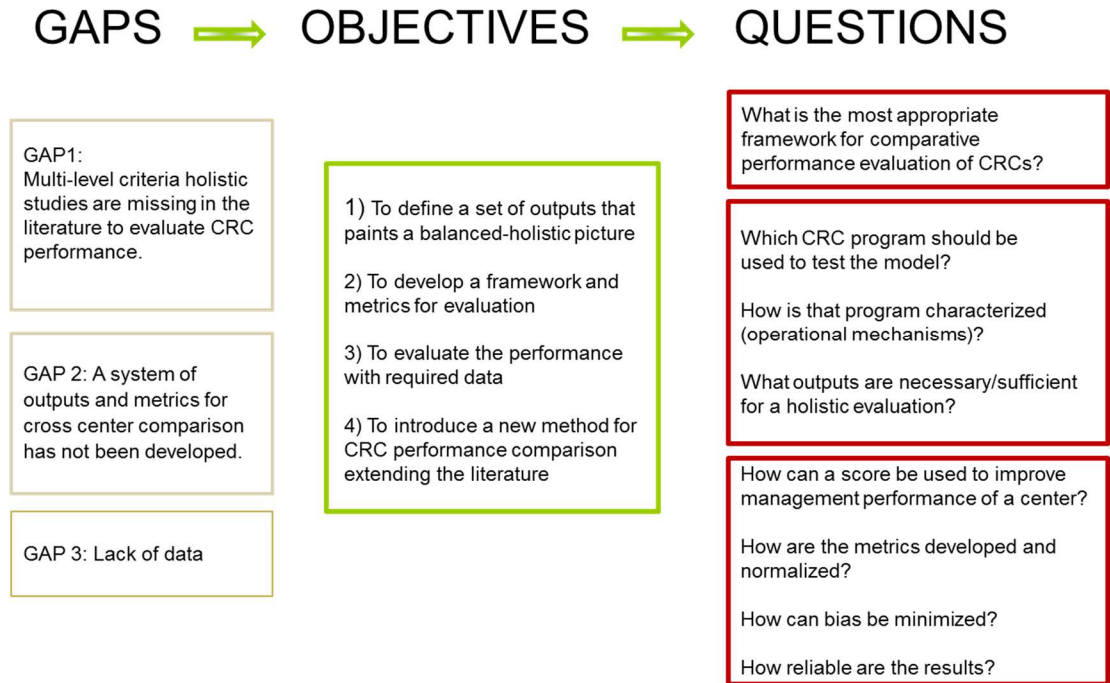 GAPS
OBJECTIVES
QUESTIONS
GAP1:
Multi-level criteria holistic
studies are missing in the
literature to evaluate CRC
performance.
GAP 2: A system of
outputs and metrics for
cross center comparison
has not been developed.
GAP 3: Lack of data
1) To define a set of outputs that
paints a balanced-holistic picture
2) To develop a framework and
metrics for evaluation
3) To evaluate the performance
with required data
4) To introduce a new method for
CRC performance comparison
extending the literature
What is the most appropriate
framework for comparative
performance evaluation of CRCs?
Which CRC program should be
used to test the model?
How is that program characterized
(operational mechanisms)?
What outputs are necessary/sufficient
for a holistic evaluation?
How can a score be used to improve
management performance of a center?
How are the metrics developed and
normalized?
How can bias be minimized?
How reliable are the results?